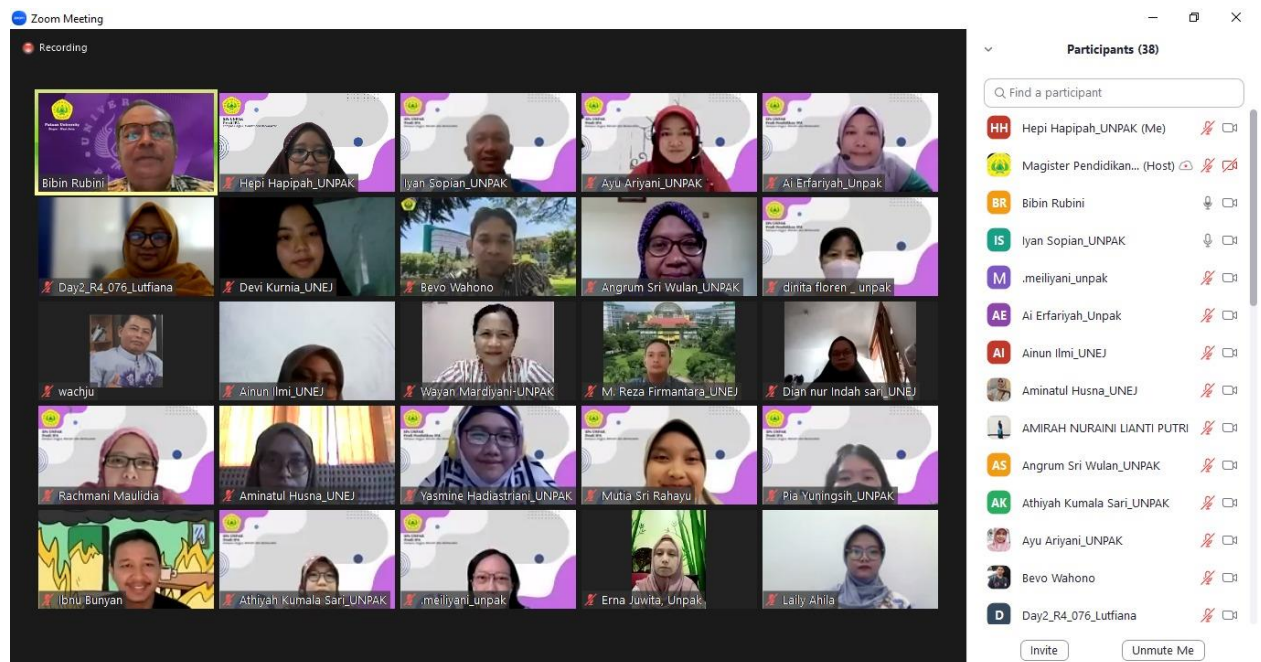 Zoom Meeting
Recording
Participants (38)
Find a participant
Pakuan University
Bibin Rubini
Hepi Hapipah_UNPAK
Iyan Sopian_UNPAK
Ayu Ariyani_UNPAK
Ai Erfariyah_Unpak
Day2_R4_076_Lutfiana
Devi Kurnia_UNEJ
Bevo Wahono
Angrum Sri Wulan_UNPAK
dinita floren _ unpak
wachju
Ainun Ilmi_UNEJ
Wayan Mardiyani-UNPAK
M. Reza Firmantara_UNEJ
Dian nur Indah sari_UNEJ
Rachmani Maulidia
Aminatul Husna_UNEJ
Yasmine Hadiastriani_UNPAK
Mutia Sri Rahayu
Pia Yuningsih_UNPAK
Ibnu Bunyan
Athiyah Kumala Sari_UNPAK
.meiliyani_unpak
Erna Juwita, Unpak
Laily Ahila
HH Hepi Hapipah_UNPAK (Me)
Magister Pendidikan... (Host)
BR Bibin Rubini
IS Iyan Sopian_UNPAK
M .meiliyani_unpak
AE Ai Erfariyah_Unpak
AI Ainun Ilmi_UNEJ
Aminatul Husna_UNEJ
AMIRAH NURAINI LIANTI PUTRI
AS Angrum Sri Wulan_UNPAK
AK Athiyah Kumala Sari_UNPAK
Ayu Ariyani_UNPAK
Bevo Wahono
D Day2_R4_076_Lutfiana
Invite
Unmute Me